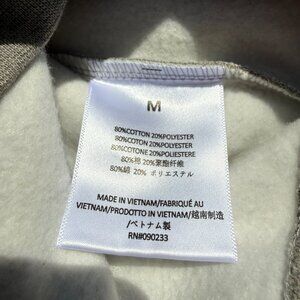 M
80%COTTON 20%POLYESTER
80%COTTON 20%POLYESTER
80%COTONE 20%POLIESTERE
80%棉 20%聚酯纤维
80%綿 20% ポリエステル
MADE IN VIETNAM/FABRIQUÉ AU
VIETNAM/PRODOTTO IN VIETNAM/越南制造
/ベトナム製
RN#090233